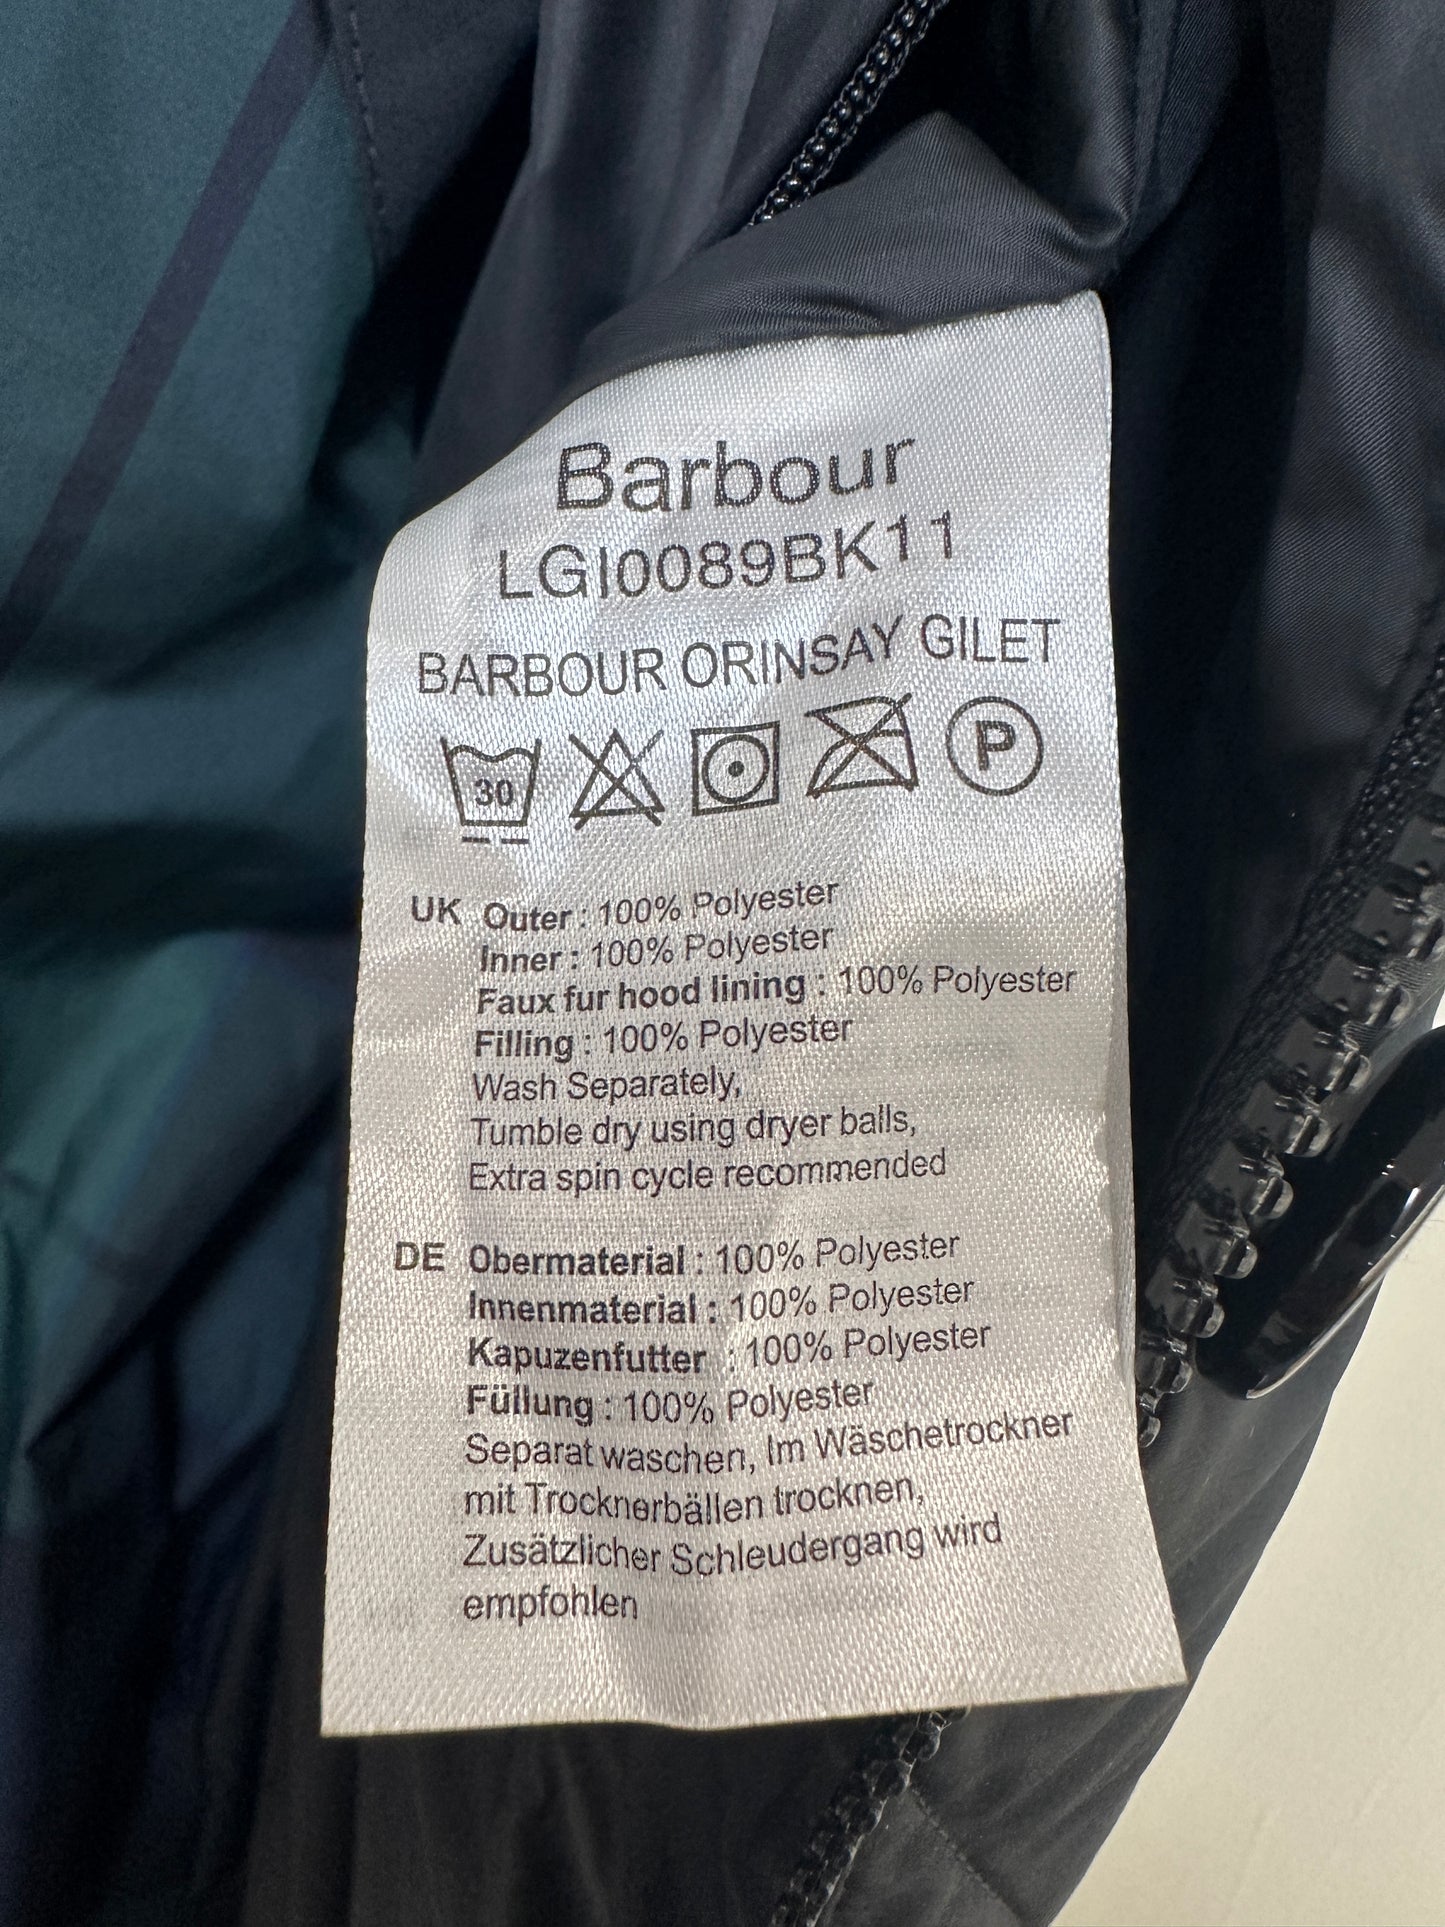 Barbour
LGI0089BK11
BARBOUR ORINSAY GILET
30 P
UK Outer : 100% Polyester
Inner : 100% Polyester
Faux fur hood lining : 100% Polyester
Filling : 100% Polyester
Wash Separately,
Tumble dry using dryer balls,
Extra spin cycle recommended
DE Obermaterial : 100% Polyester
Innenmaterial : 100% Polyester
Kapuzenfutter : 100% Polyester
Füllung : 100% Polyester
Separat waschen, Im Wäschetrockner
mit Trocknerbällen trocknen,
Zusätzlicher Schleudergang wird
empfohlen